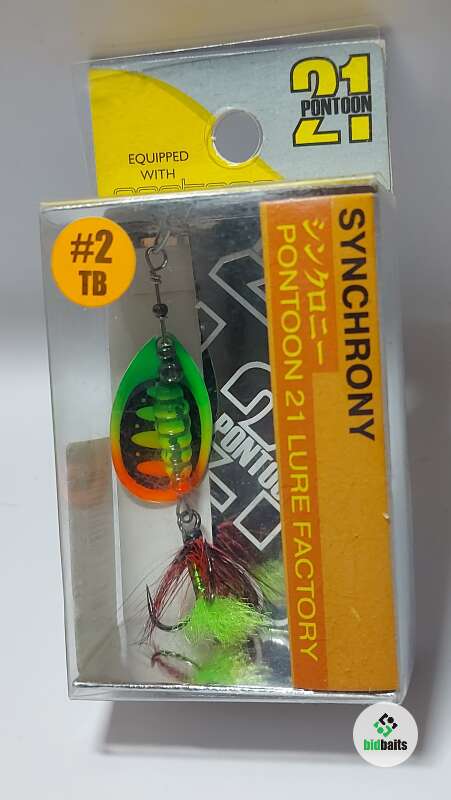 21
PONTOON
EQUIPPED
WITH
#2
TB
SYNCHRONY
シンクロニー
PONTOON 21 LURE FACTORY
PONTOON
bidbaits